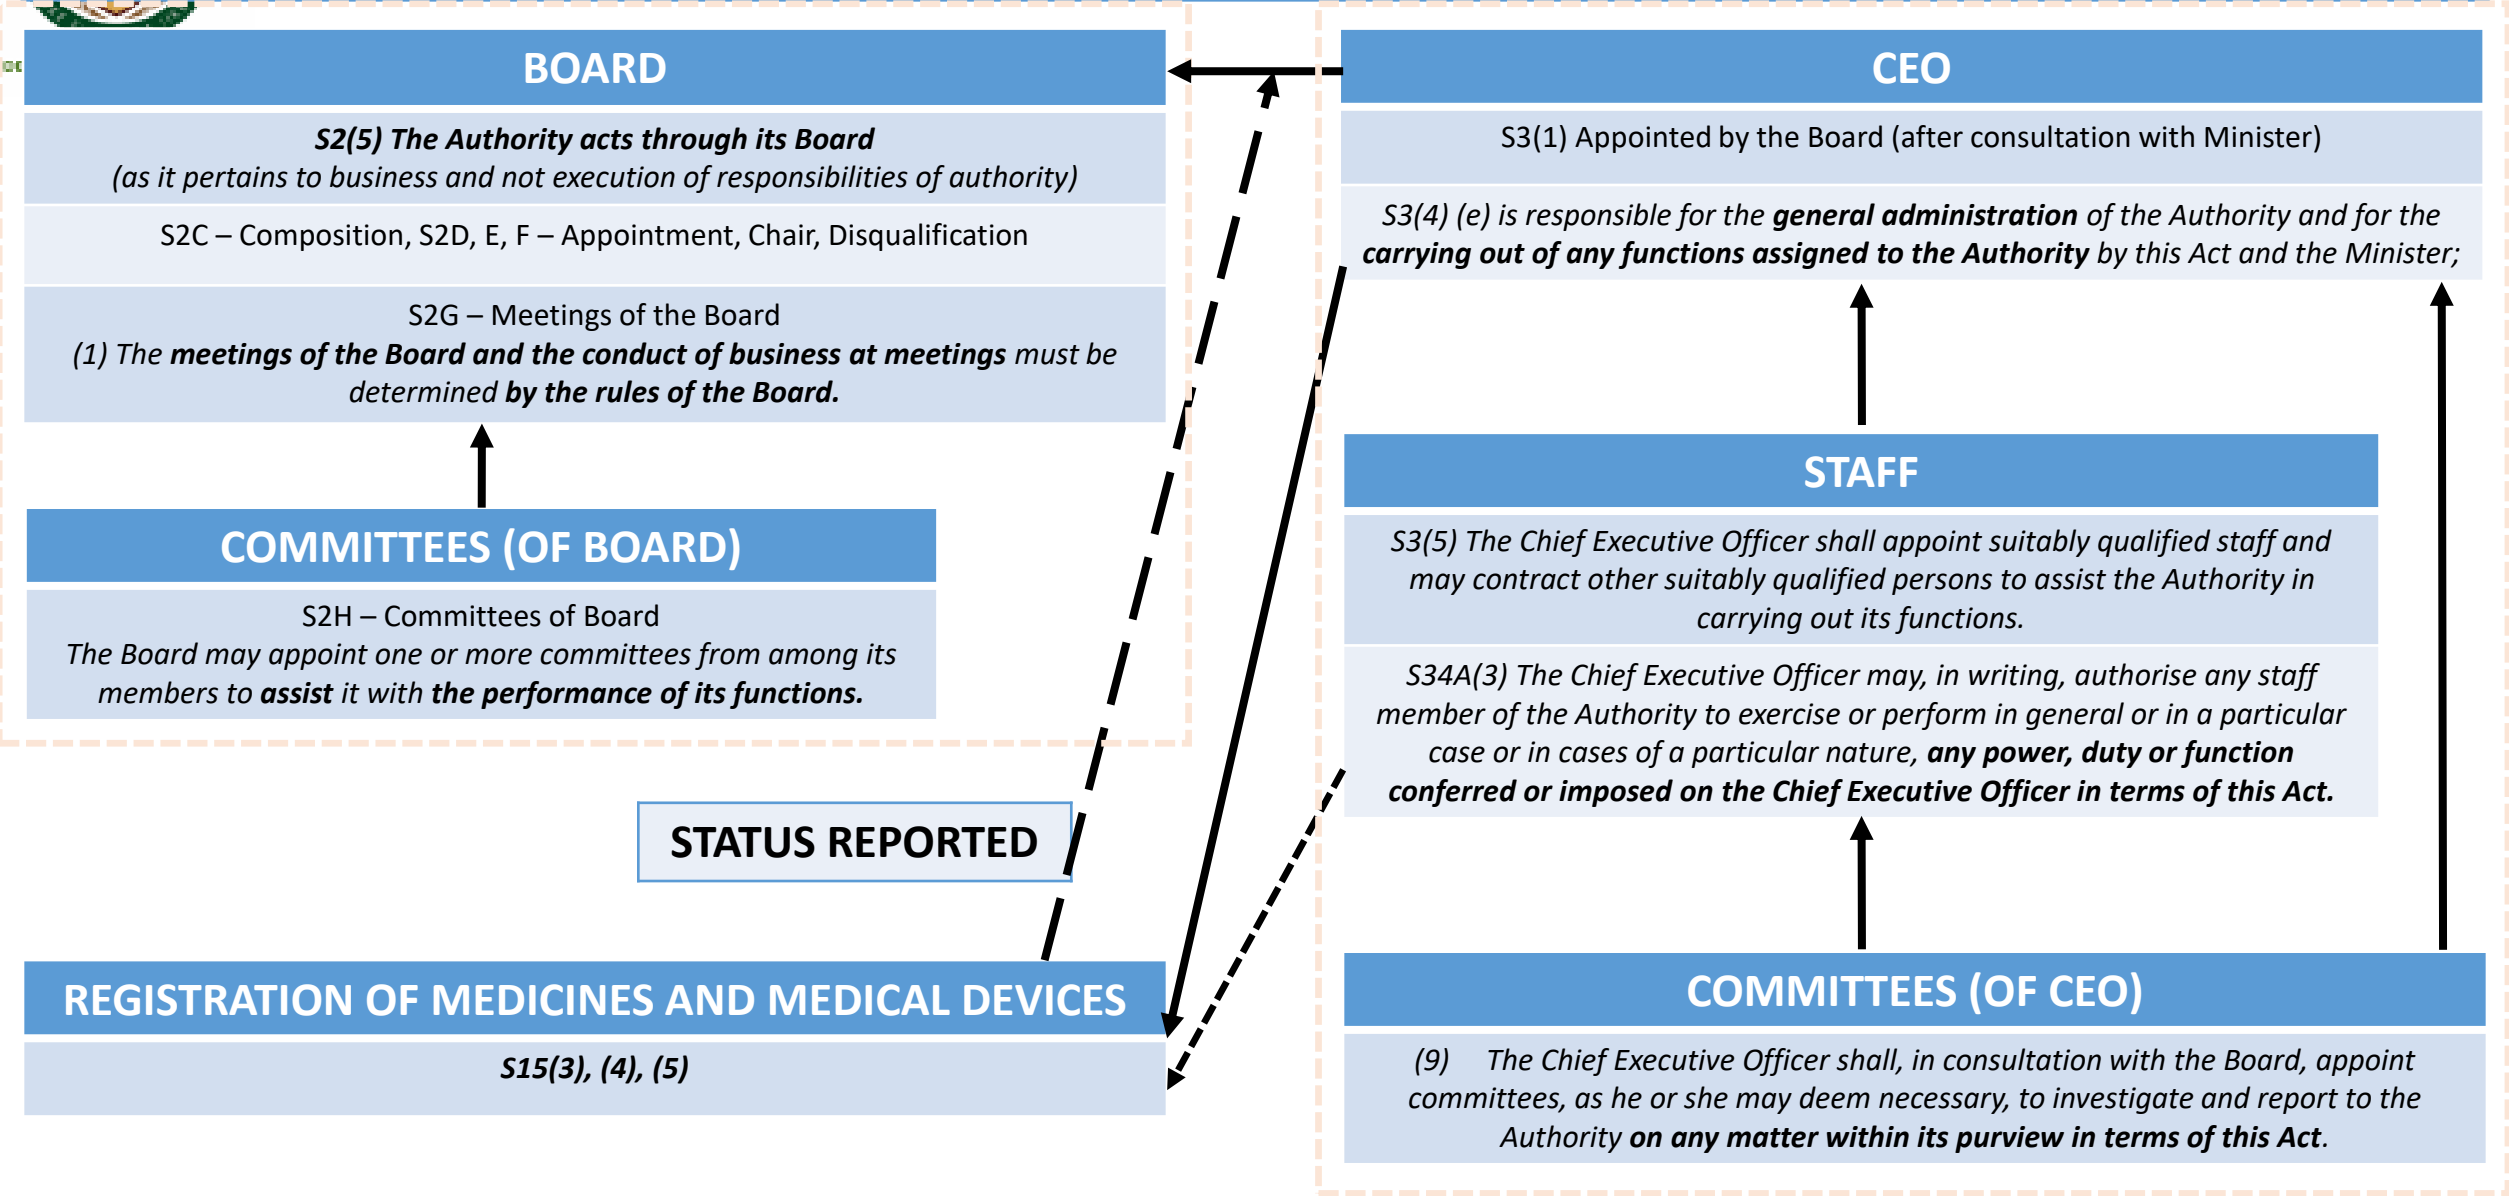 BOARD
S2(5) The Authority acts through its Board
(as it pertains to business and not execution of responsibilities of authority)
S2C – Composition, S2D, E, F – Appointment, Chair, Disqualification
S2G – Meetings of the Board
(1) The meetings of the Board and the conduct of business at meetings must be
determined by the rules of the Board.
COMMITTEES (OF BOARD)
S2H – Committees of Board
The Board may appoint one or more committees from among its
members to assist it with the performance of its functions.
STATUS REPORTED
REGISTRATION OF MEDICINES AND MEDICAL DEVICES
S15(3), (4), (5)
CEO
S3(1) Appointed by the Board (after consultation with Minister)
S3(4) (e) is responsible for the general administration of the Authority and for the
carrying out of any functions assigned to the Authority by this Act and the Minister;
STAFF
S3(5) The Chief Executive Officer shall appoint suitably qualified staff and
may contract other suitably qualified persons to assist the Authority in
carrying out its functions.
S34A(3) The Chief Executive Officer may, in writing, authorise any staff
member of the Authority to exercise or perform in general or in a particular
case or in cases of a particular nature, any power, duty or function
conferred or imposed on the Chief Executive Officer in terms of this Act.
COMMITTEES (OF CEO)
(9) The Chief Executive Officer shall, in consultation with the Board, appoint
committees, as he or she may deem necessary, to investigate and report to the
Authority on any matter within its purview in terms of this Act.